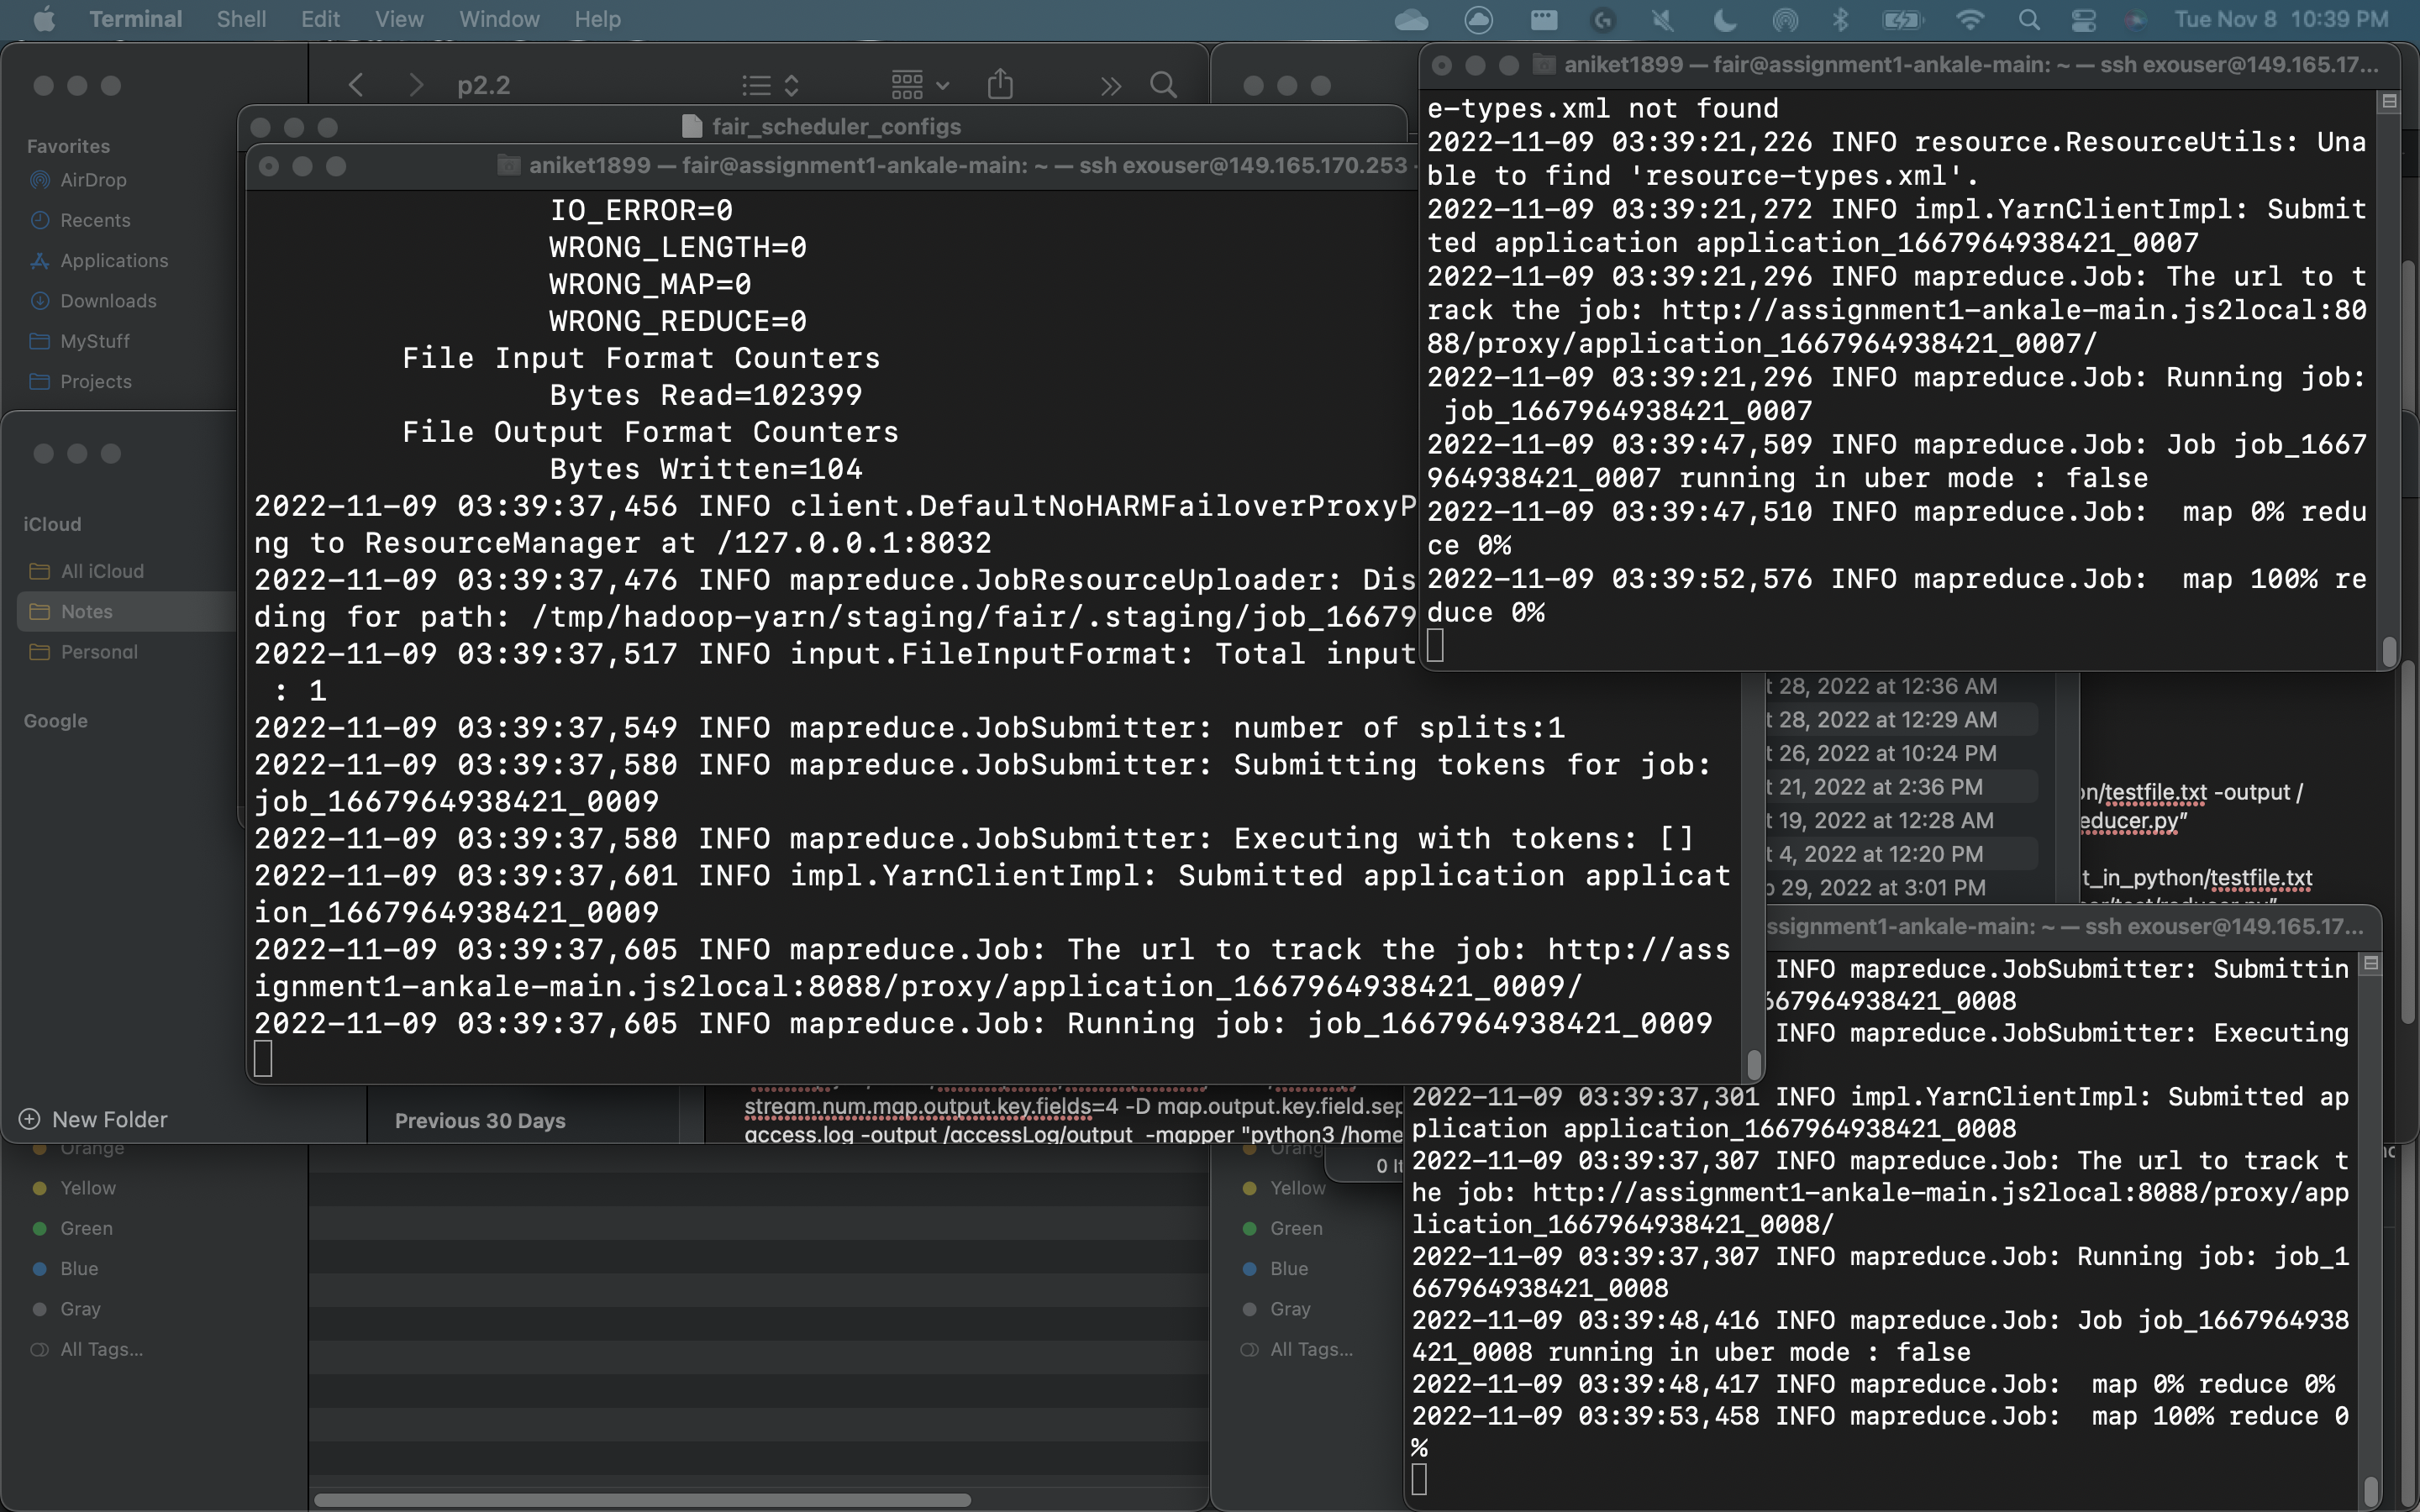 Terminal Shell Edit View Window Help Tue Nov 8 10:39 PM
p2.2
Favorites
AirDrop
Recents
Applications
Downloads
MyStuff
Projects
iCloud
All iCloud
Notes
Personal
Google
New Folder
Previous 30 Days
Orange
Yellow
Green
Blue
Gray
All Tags...
fair_scheduler_configs
aniket1899 — fair@assignment1-ankale-main: ~ — ssh exouser@149.165.170.253
IO_ERROR=0
WRONG_LENGTH=0
WRONG_MAP=0
WRONG_REDUCE=0
File Input Format Counters
Bytes Read=102399
File Output Format Counters
Bytes Written=104
2022-11-09 03:39:37,456 INFO client.DefaultNoHARMFailoverProxyP
ng to ResourceManager at /127.0.0.1:8032
2022-11-09 03:39:37,476 INFO mapreduce.JobResourceUploader: Dis
ding for path: /tmp/hadoop-yarn/staging/fair/.staging/job_16679
2022-11-09 03:39:37,517 INFO input.FileInputFormat: Total input
: 1
2022-11-09 03:39:37,549 INFO mapreduce.JobSubmitter: number of splits:1
2022-11-09 03:39:37,580 INFO mapreduce.JobSubmitter: Submitting tokens for job:
job_1667964938421_0009
2022-11-09 03:39:37,580 INFO mapreduce.JobSubmitter: Executing with tokens: []
2022-11-09 03:39:37,601 INFO impl.YarnClientImpl: Submitted application applicat
ion_1667964938421_0009
2022-11-09 03:39:37,605 INFO mapreduce.Job: The url to track the job: http://ass
ignment1-ankale-main.js2local:8088/proxy/application_1667964938421_0009/
2022-11-09 03:39:37,605 INFO mapreduce.Job: Running job: job_1667964938421_0009
stream.num.map.output.key.fields=4 -D map.output.key.field.sep
access.log -output /accessLog/output -mapper "python3 /home
aniket1899 — fair@assignment1-ankale-main: ~ — ssh exouser@149.165.17...
e-types.xml not found
2022-11-09 03:39:21,226 INFO resource.ResourceUtils: Una
ble to find 'resource-types.xml'.
2022-11-09 03:39:21,272 INFO impl.YarnClientImpl: Submit
ted application application_1667964938421_0007
2022-11-09 03:39:21,296 INFO mapreduce.Job: The url to t
rack the job: http://assignment1-ankale-main.js2local:80
88/proxy/application_1667964938421_0007/
2022-11-09 03:39:21,296 INFO mapreduce.Job: Running job:
job_1667964938421_0007
2022-11-09 03:39:47,509 INFO mapreduce.Job: Job job_1667
964938421_0007 running in uber mode : false
2022-11-09 03:39:47,510 INFO mapreduce.Job: map 0% redu
ce 0%
2022-11-09 03:39:52,576 INFO mapreduce.Job: map 100% re
duce 0%
t 28, 2022 at 12:36 AM
t 28, 2022 at 12:29 AM
t 26, 2022 at 10:24 PM
t 21, 2022 at 2:36 PM
t 19, 2022 at 12:28 AM
t 4, 2022 at 12:20 PM
29, 2022 at 3:01 PM
on/testfile.txt -output /
educer.py"
t_in_python/testfile.txt
ssignment1-ankale-main: ~ — ssh exouser@149.165.17...
INFO mapreduce.JobSubmitter: Submittin
667964938421_0008
INFO mapreduce.JobSubmitter: Executing
2022-11-09 03:39:37,301 INFO impl.YarnClientImpl: Submitted ap
plication application_1667964938421_0008
2022-11-09 03:39:37,307 INFO mapreduce.Job: The url to track t
he job: http://assignment1-ankale-main.js2local:8088/proxy/app
lication_1667964938421_0008/
2022-11-09 03:39:37,307 INFO mapreduce.Job: Running job: job_1
667964938421_0008
2022-11-09 03:39:48,416 INFO mapreduce.Job: Job job_1667964938
421_0008 running in uber mode : false
2022-11-09 03:39:48,417 INFO mapreduce.Job: map 0% reduce 0%
2022-11-09 03:39:53,458 INFO mapreduce.Job: map 100% reduce 0
%
0 It
Orang
Yellow
Green
Blue
Gray
All Tags...